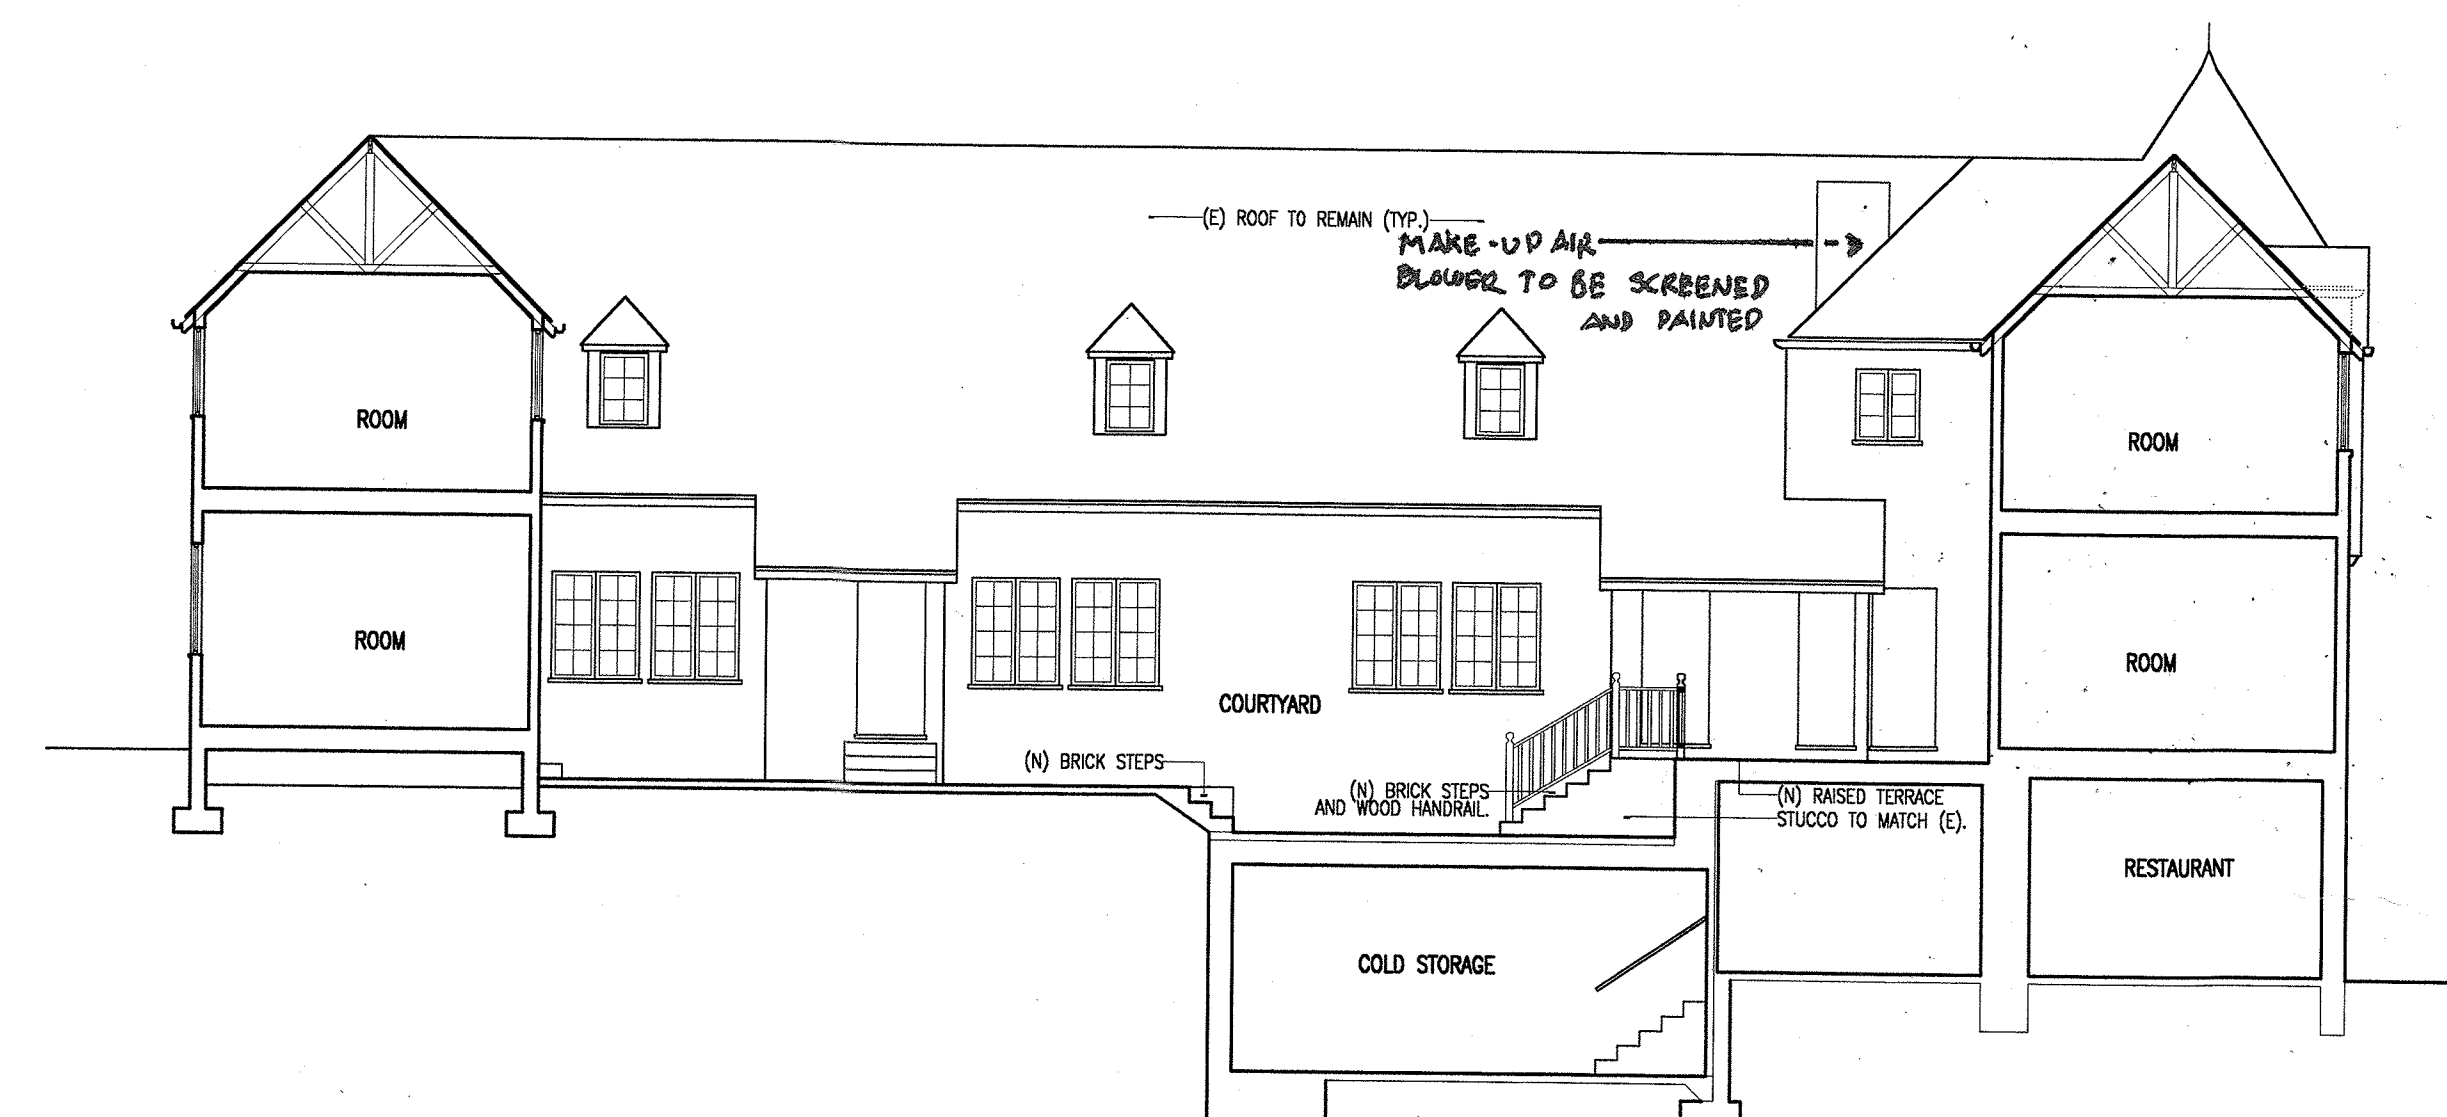 (E) ROOF TO REMAIN (TYP.)
MAKE-UP AIR
BLOWER TO BE SCREENED
AND PAINTED
ROOM
ROOM
ROOM
ROOM
COURTYARD
(N) BRICK STEPS
(N) BRICK STEPS
AND WOOD HANDRAIL.
(N) RAISED TERRACE
STUCCO TO MATCH (E).
RESTAURANT
COLD STORAGE